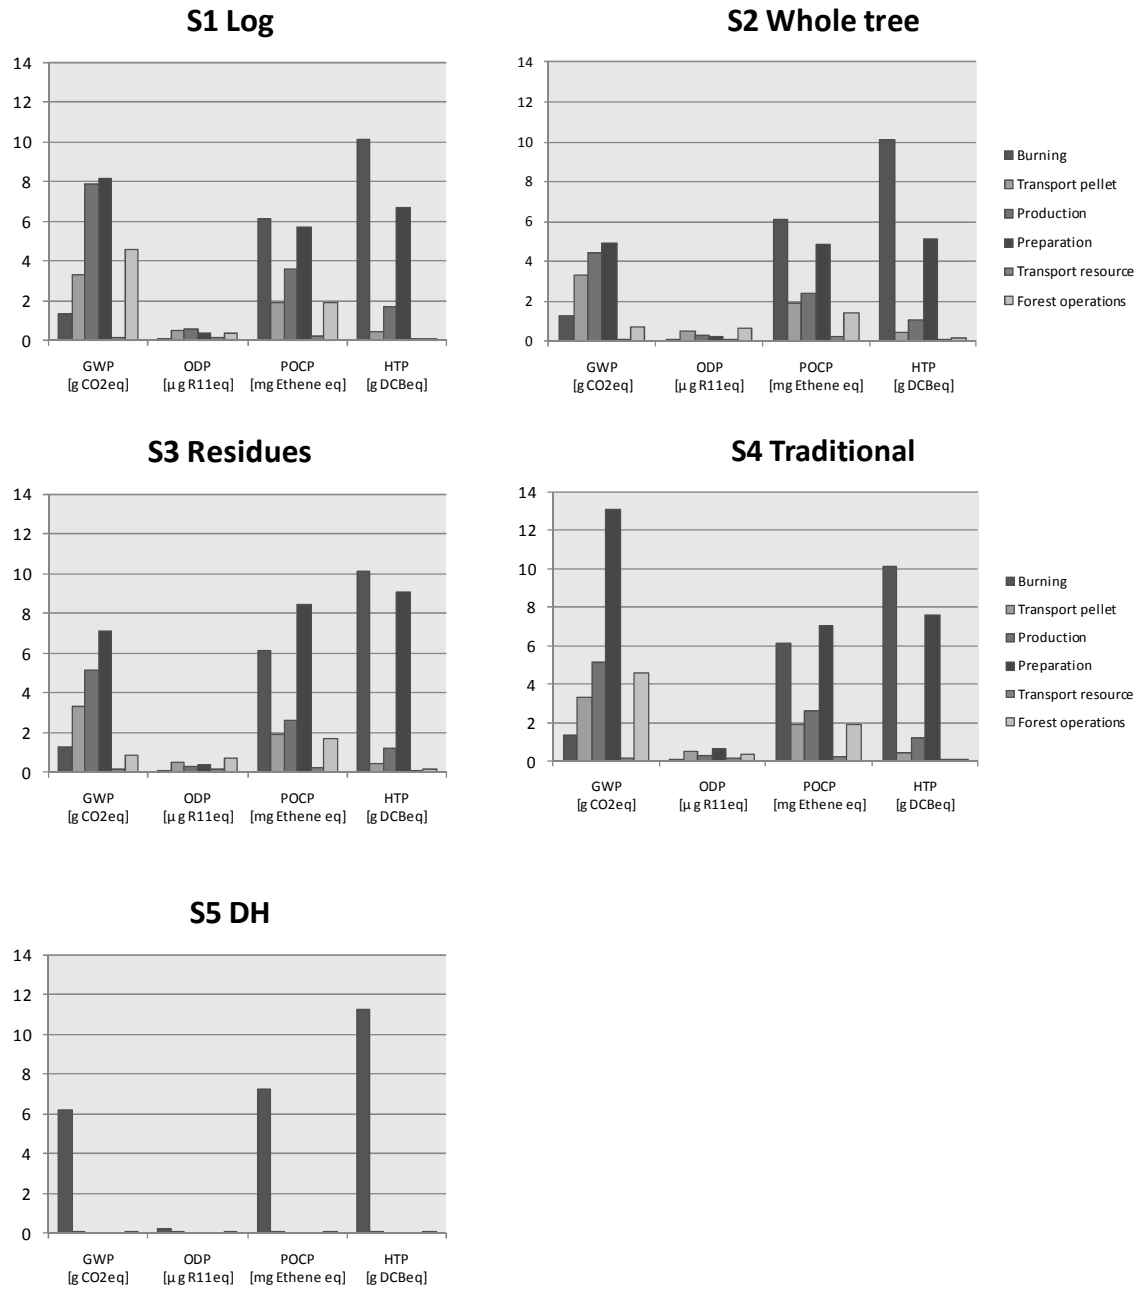 S1 Log
14
12
10
8
6
4
2
0
GWP
[g CO2eq]
ODP
[µ g R11eq]
POCP
[mg Ethene eq]
HTP
[g DCBeq]
S2 Whole tree
14
12
10
8
6
4
2
0
GWP
[g CO2eq]
ODP
[µ g R11eq]
POCP
[mg Ethene eq]
HTP
[g DCBeq]
Burning
Transport pellet
Production
Preparation
Transport resource
Forest operations
S3 Residues
14
12
10
8
6
4
2
0
GWP
[g CO2eq]
ODP
[µ g R11eq]
POCP
[mg Ethene eq]
HTP
[g DCBeq]
S4 Traditional
14
12
10
8
6
4
2
0
GWP
[g CO2eq]
ODP
[µ g R11eq]
POCP
[mg Ethene eq]
HTP
[g DCBeq]
Burning
Transport pellet
Production
Preparation
Transport resource
Forest operations
S5 DH
14
12
10
8
6
4
2
0
GWP
[g CO2eq]
ODP
[µ g R11eq]
POCP
[mg Ethene eq]
HTP
[g DCBeq]